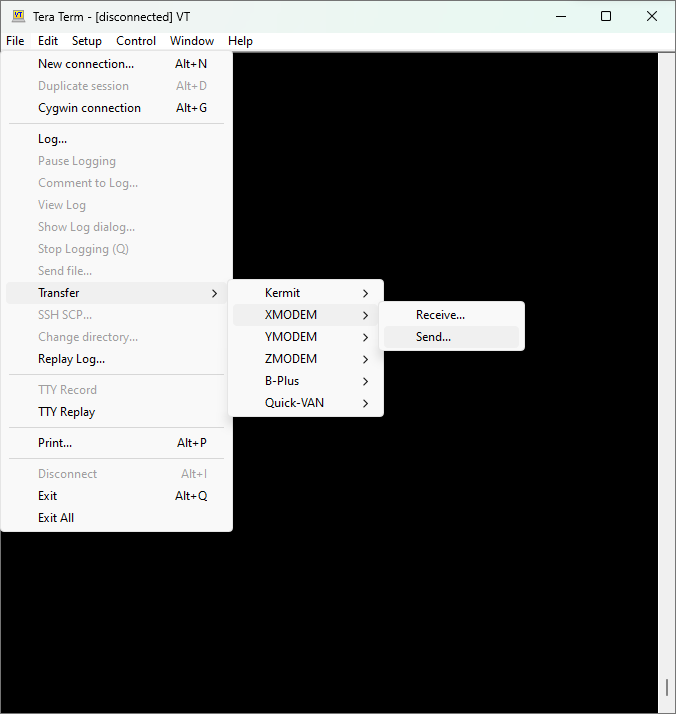 VT Tera Term - [disconnected] VT
File Edit Setup Control Window Help
New connection... Alt+N
Duplicate session Alt+D
Cygwin connection Alt+G
Log...
Pause Logging
Comment to Log...
View Log
Show Log dialog...
Stop Logging (Q)
Send file...
Transfer
SSH SCP...
Change directory...
Replay Log...
TTY Record
TTY Replay
Print... Alt+P
Disconnect Alt+I
Exit Alt+Q
Exit All
Kermit
XMODEM
YMODEM
ZMODEM
B-Plus
Quick-VAN
Receive...
Send...